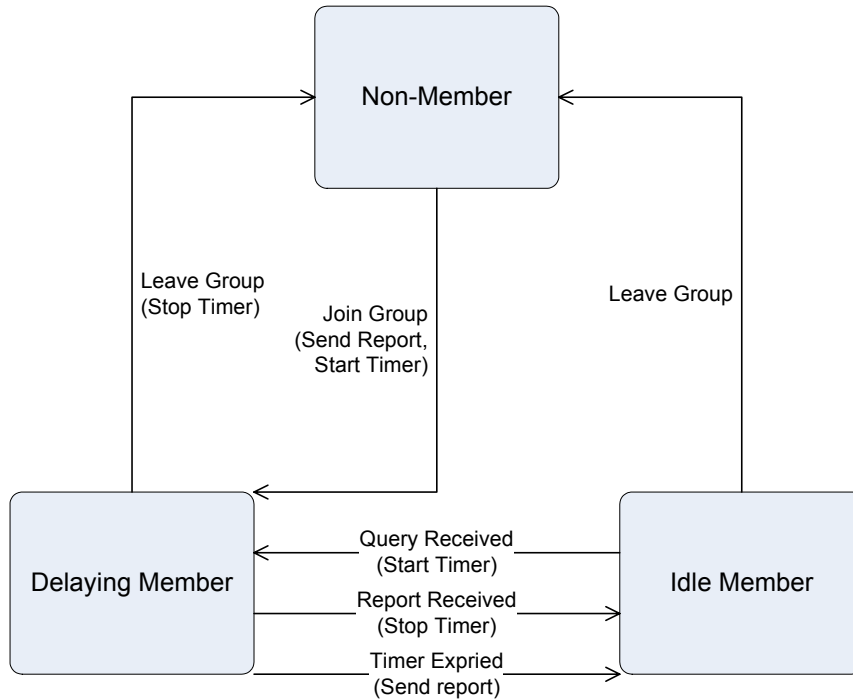 Non-Member
Leave Group
(Stop Timer)
Join Group
(Send Report,
Start Timer)
Leave Group
Delaying Member
Query Received
(Start Timer)
Report Received
(Stop Timer)
Timer Expried
(Send report)
Idle Member